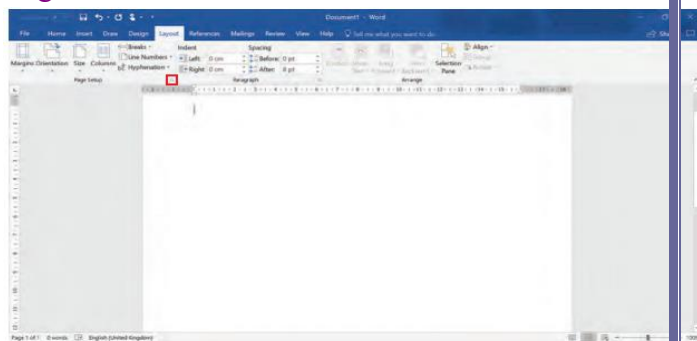 Document1 - Word
File Home Insert Draw Design Layout References Mailings Review View Help Tell me what you want to do
Breaks Indent Spacing Align
Line Numbers Left: 0 cm Before: 0 pt
Margins Orientation Size Columns Hyphenation Right: 0 cm After: 0 pt Selection Pane
Page Setup Paragraph Arrange
Page 1 of 1 0 words English (United Kingdom) 100%